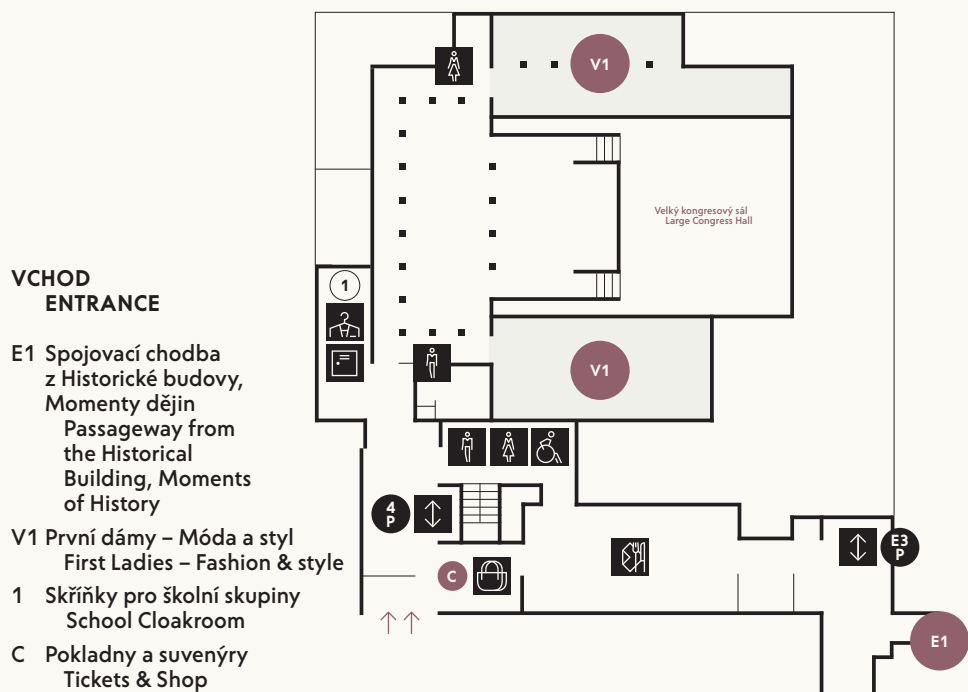 V1
Velký kongresový sál
Large Congress Hall
VCHOD
ENTRANCE
1
E1 Spojovací chodba
z Historické budovy,
Momenty dějin
Passageway from
the Historical
Building, Moments
of History
V1
V1 První dámy – Móda a styl
First Ladies – Fashion & style
1 Skříňky pro školní skupiny
School Cloakroom
C Pokladny a suvenýry
Tickets & Shop
4
P
E3
P
C
E1